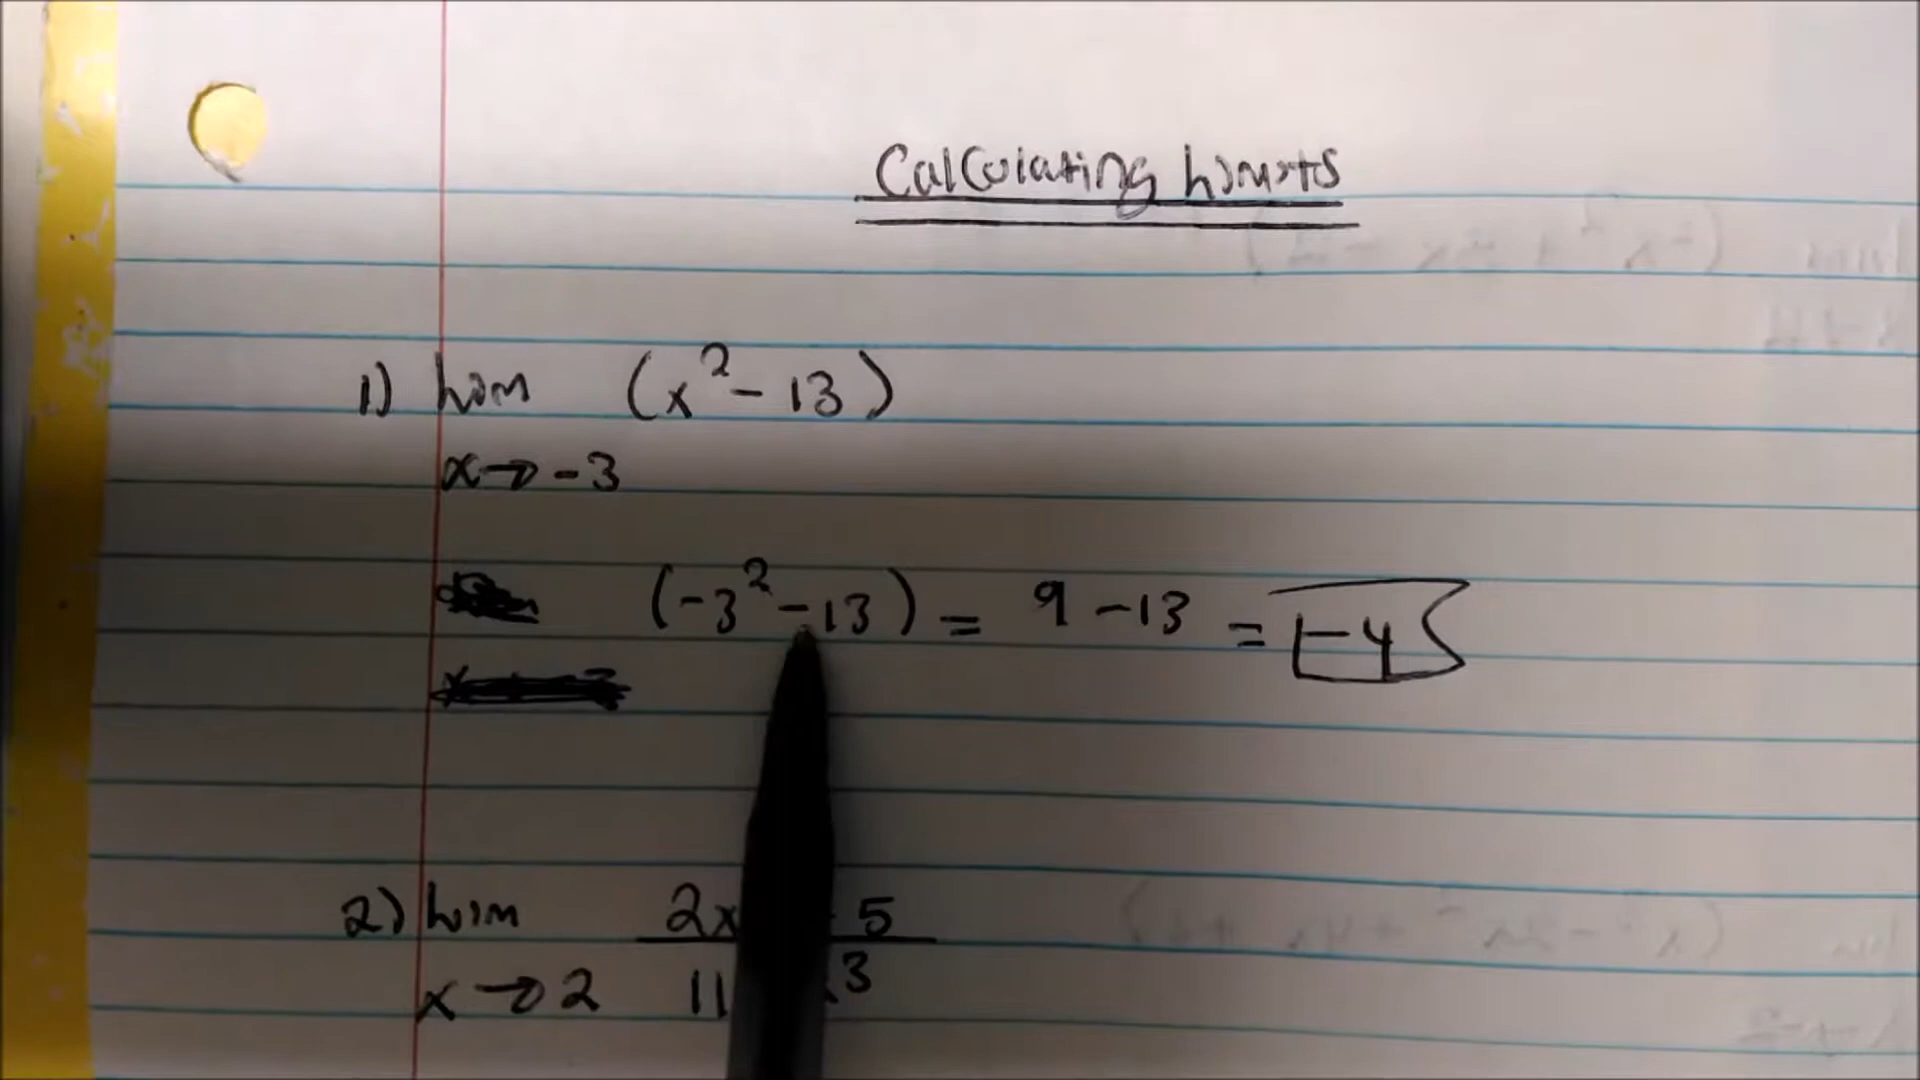 Calculating Limits
1) lim (x² - 13)
x→ -3
(-3² - 13) = 9 - 13 = -4
2) lim 2x 5
x→2 11 3